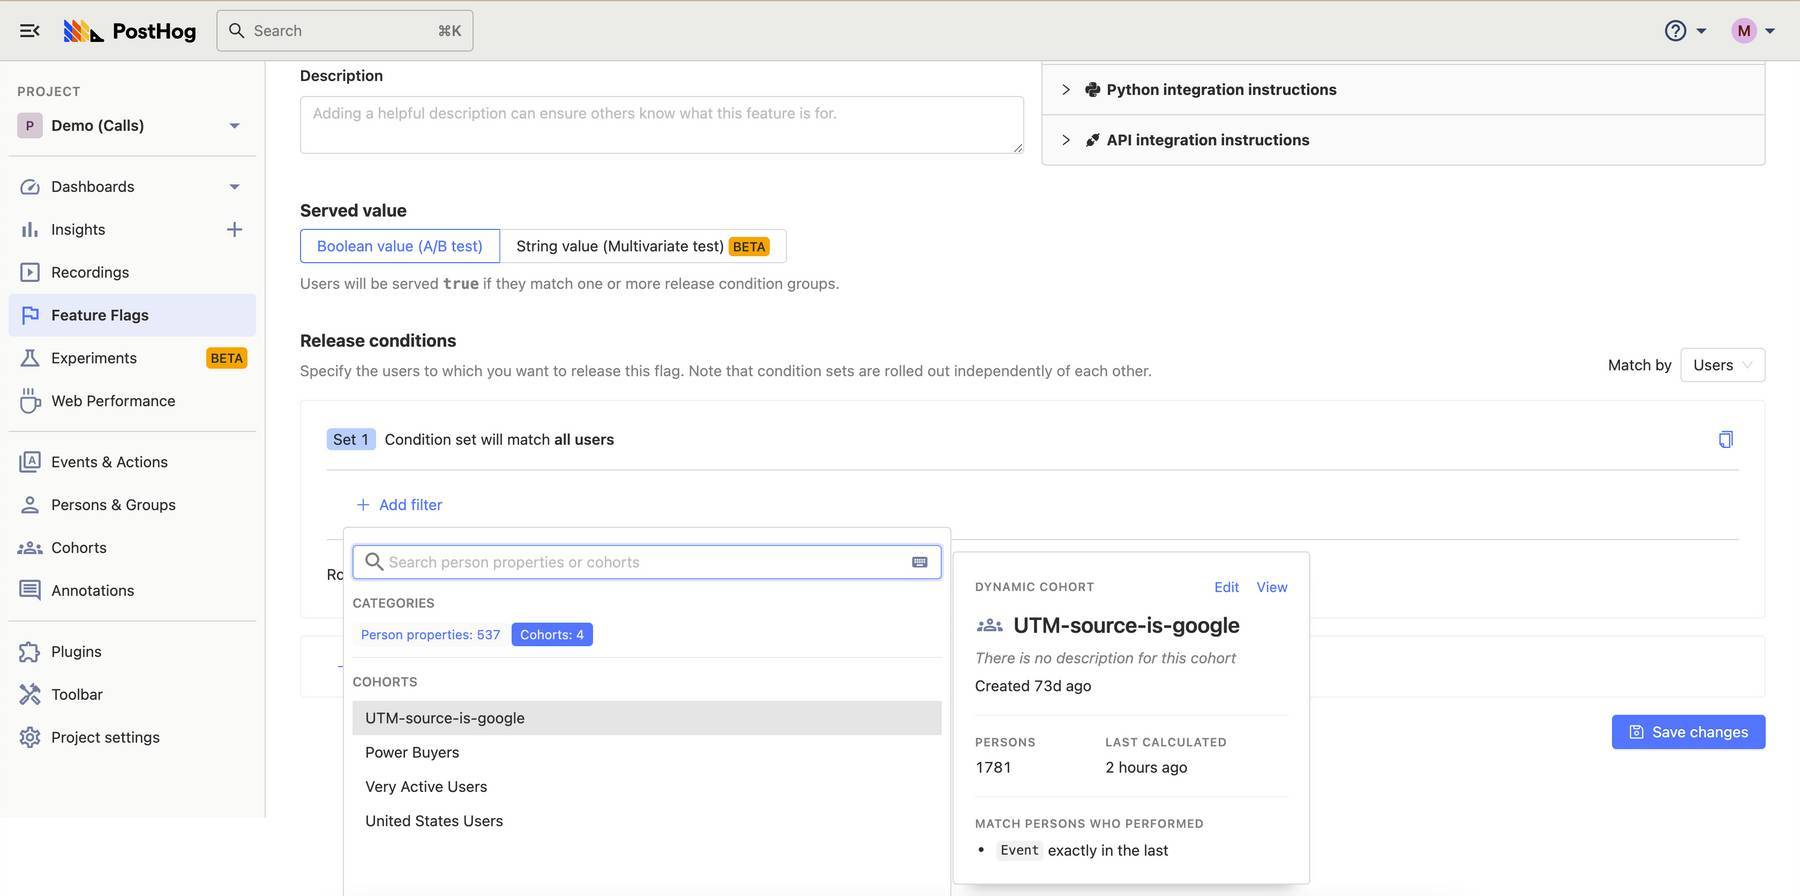 PostHog
Search
⌘K
M
PROJECT
P Demo (Calls)
Dashboards
Insights
Recordings
Feature Flags
Experiments BETA
Web Performance
Events & Actions
Persons & Groups
Cohorts
Annotations
Plugins
Toolbar
Project settings
Description
Adding a helpful description can ensure others know what this feature is for.
Python integration instructions
API integration instructions
Served value
Boolean value (A/B test) String value (Multivariate test) BETA
Users will be served true if they match one or more release condition groups.
Release conditions
Specify the users to which you want to release this flag. Note that condition sets are rolled out independently of each other.
Match by Users
Set 1 Condition set will match all users
+ Add filter
Ro
Search person properties or cohorts
CATEGORIES
Person properties: 537 Cohorts: 4
COHORTS
UTM-source-is-google
Power Buyers
Very Active Users
United States Users
DYNAMIC COHORT Edit View
UTM-source-is-google
There is no description for this cohort
Created 73d ago
PERSONS LAST CALCULATED
1781 2 hours ago
MATCH PERSONS WHO PERFORMED
• Event exactly in the last
Save changes